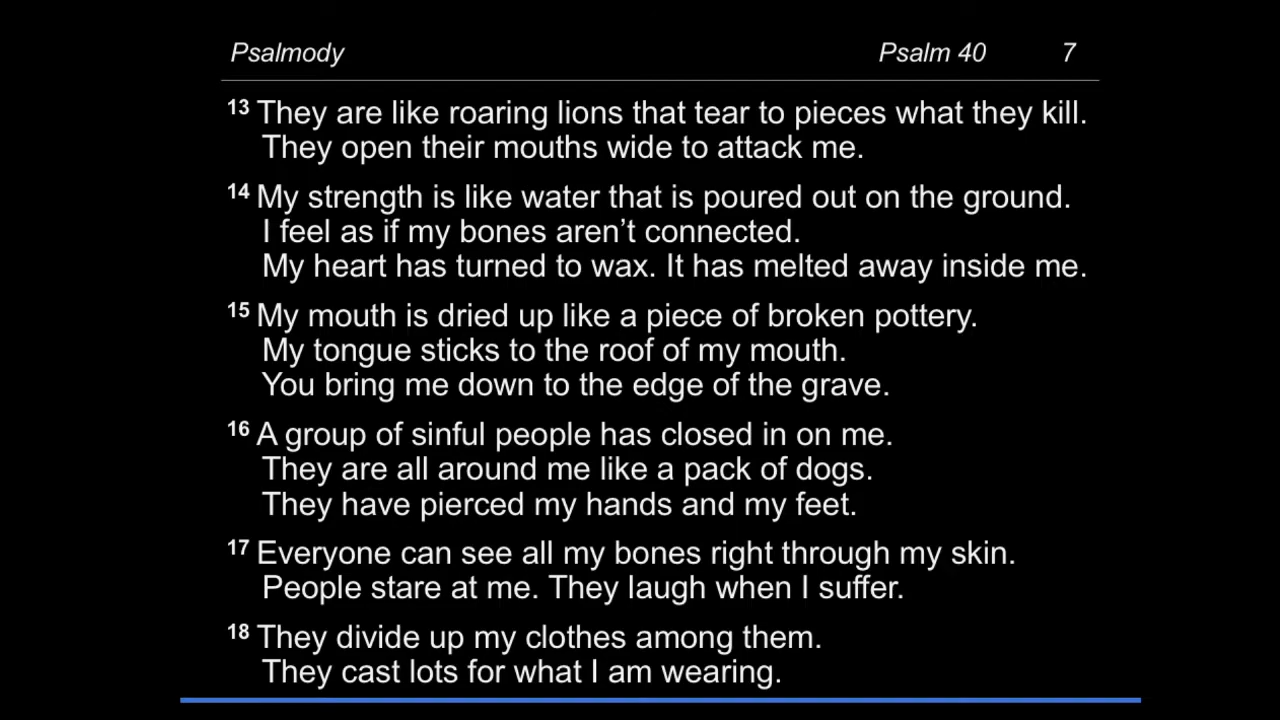 Psalmody Psalm 40 7
13 They are like roaring lions that tear to pieces what they kill.
They open their mouths wide to attack me.
14 My strength is like water that is poured out on the ground.
I feel as if my bones aren’t connected.
My heart has turned to wax. It has melted away inside me.
15 My mouth is dried up like a piece of broken pottery.
My tongue sticks to the roof of my mouth.
You bring me down to the edge of the grave.
16 A group of sinful people has closed in on me.
They are all around me like a pack of dogs.
They have pierced my hands and my feet.
17 Everyone can see all my bones right through my skin.
People stare at me. They laugh when I suffer.
18 They divide up my clothes among them.
They cast lots for what I am wearing.